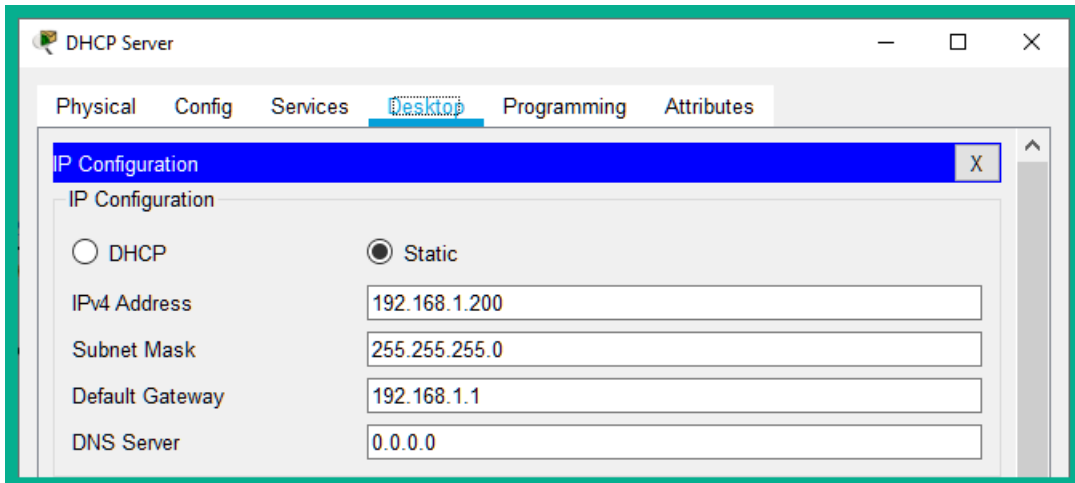 DHCP Server
Physical Config Services Desktop Programming Attributes
IP Configuration X
IP Configuration
DHCP Static
IPv4 Address 192.168.1.200
Subnet Mask 255.255.255.0
Default Gateway 192.168.1.1
DNS Server 0.0.0.0